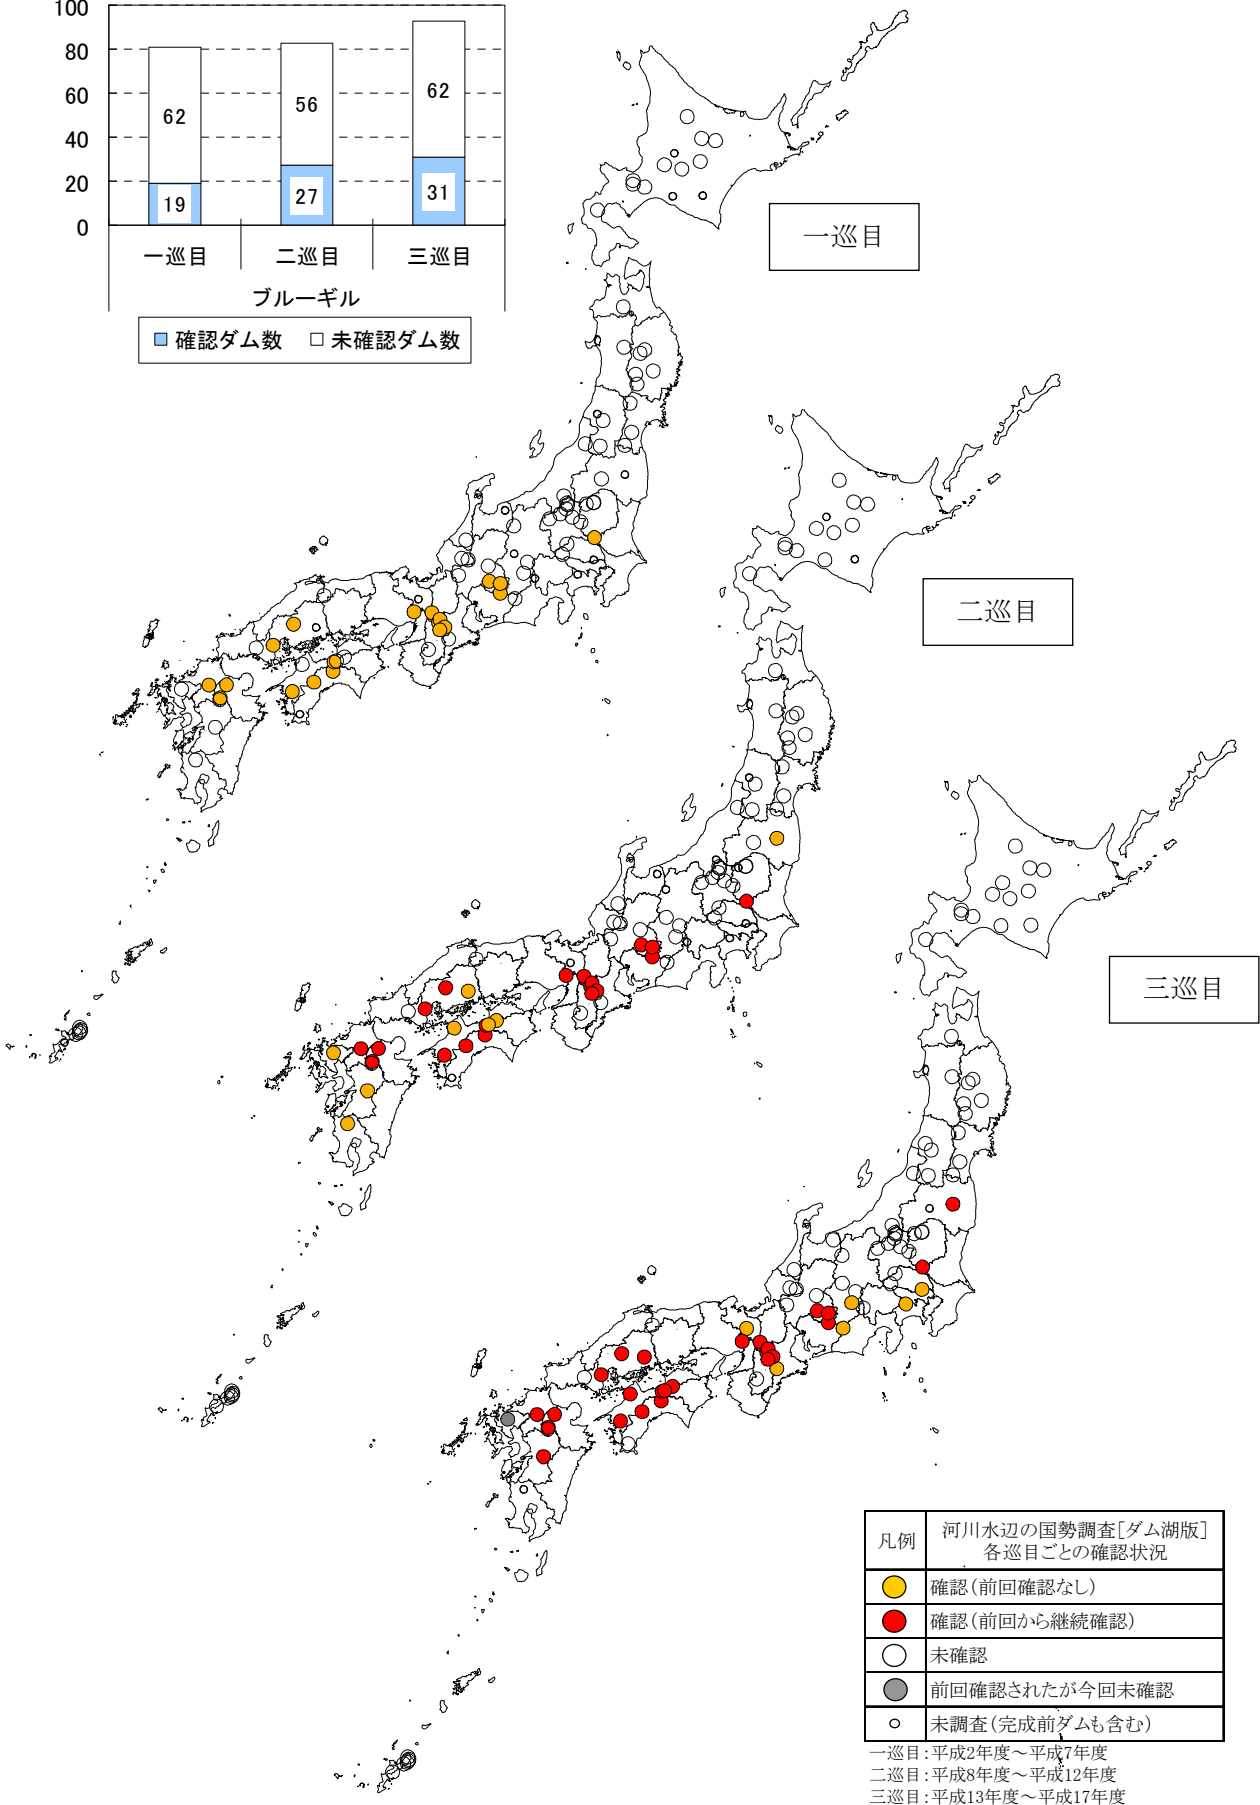 100
80
60
40
20
0
62
56
62
19
27
31
一巡目
二巡目
三巡目
ブルーギル
確認ダム数
未確認ダム数
一巡目
二巡目
三巡目
凡例
河川水辺の国勢調査[ダム湖版]
各巡目ごとの確認状況
確認(前回確認なし)
確認(前回から継続確認)
未確認
前回確認されたが今回未確認
未調査(完成前ダムも含む)
一巡目:平成2年度～平成7年度
二巡目:平成8年度～平成12年度
三巡目:平成13年度～平成17年度